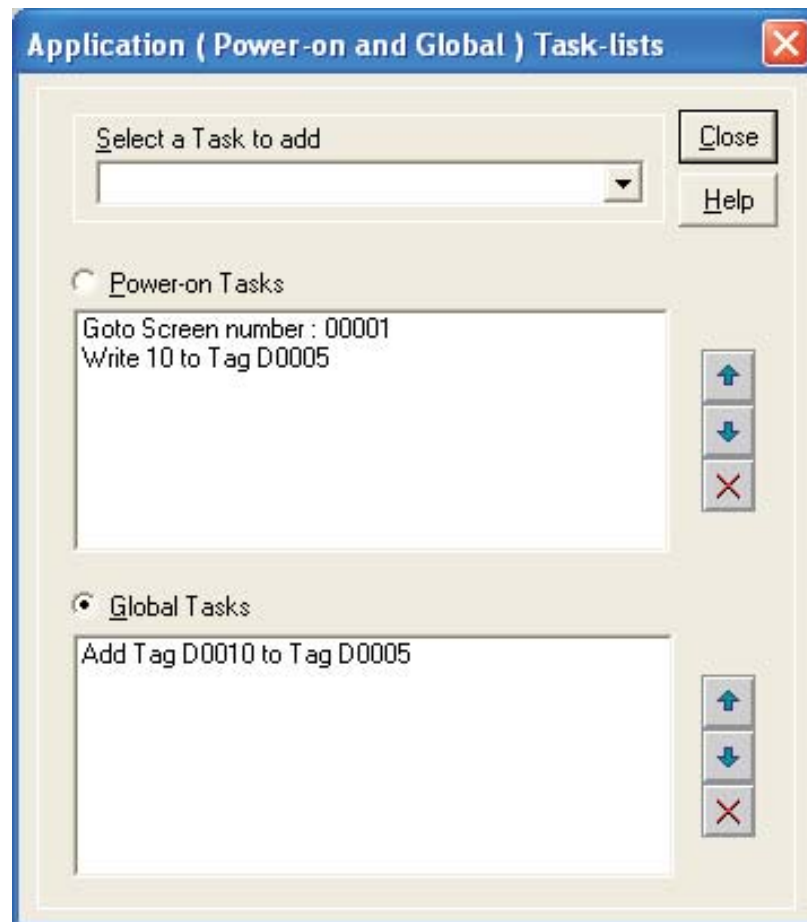 Application ( Power-on and Global ) Task-lists
Select a Task to add
Close
Help
Power-on Tasks
Goto Screen number : 00001
Write 10 to Tag D0005
Global Tasks
Add Tag D0010 to Tag D0005